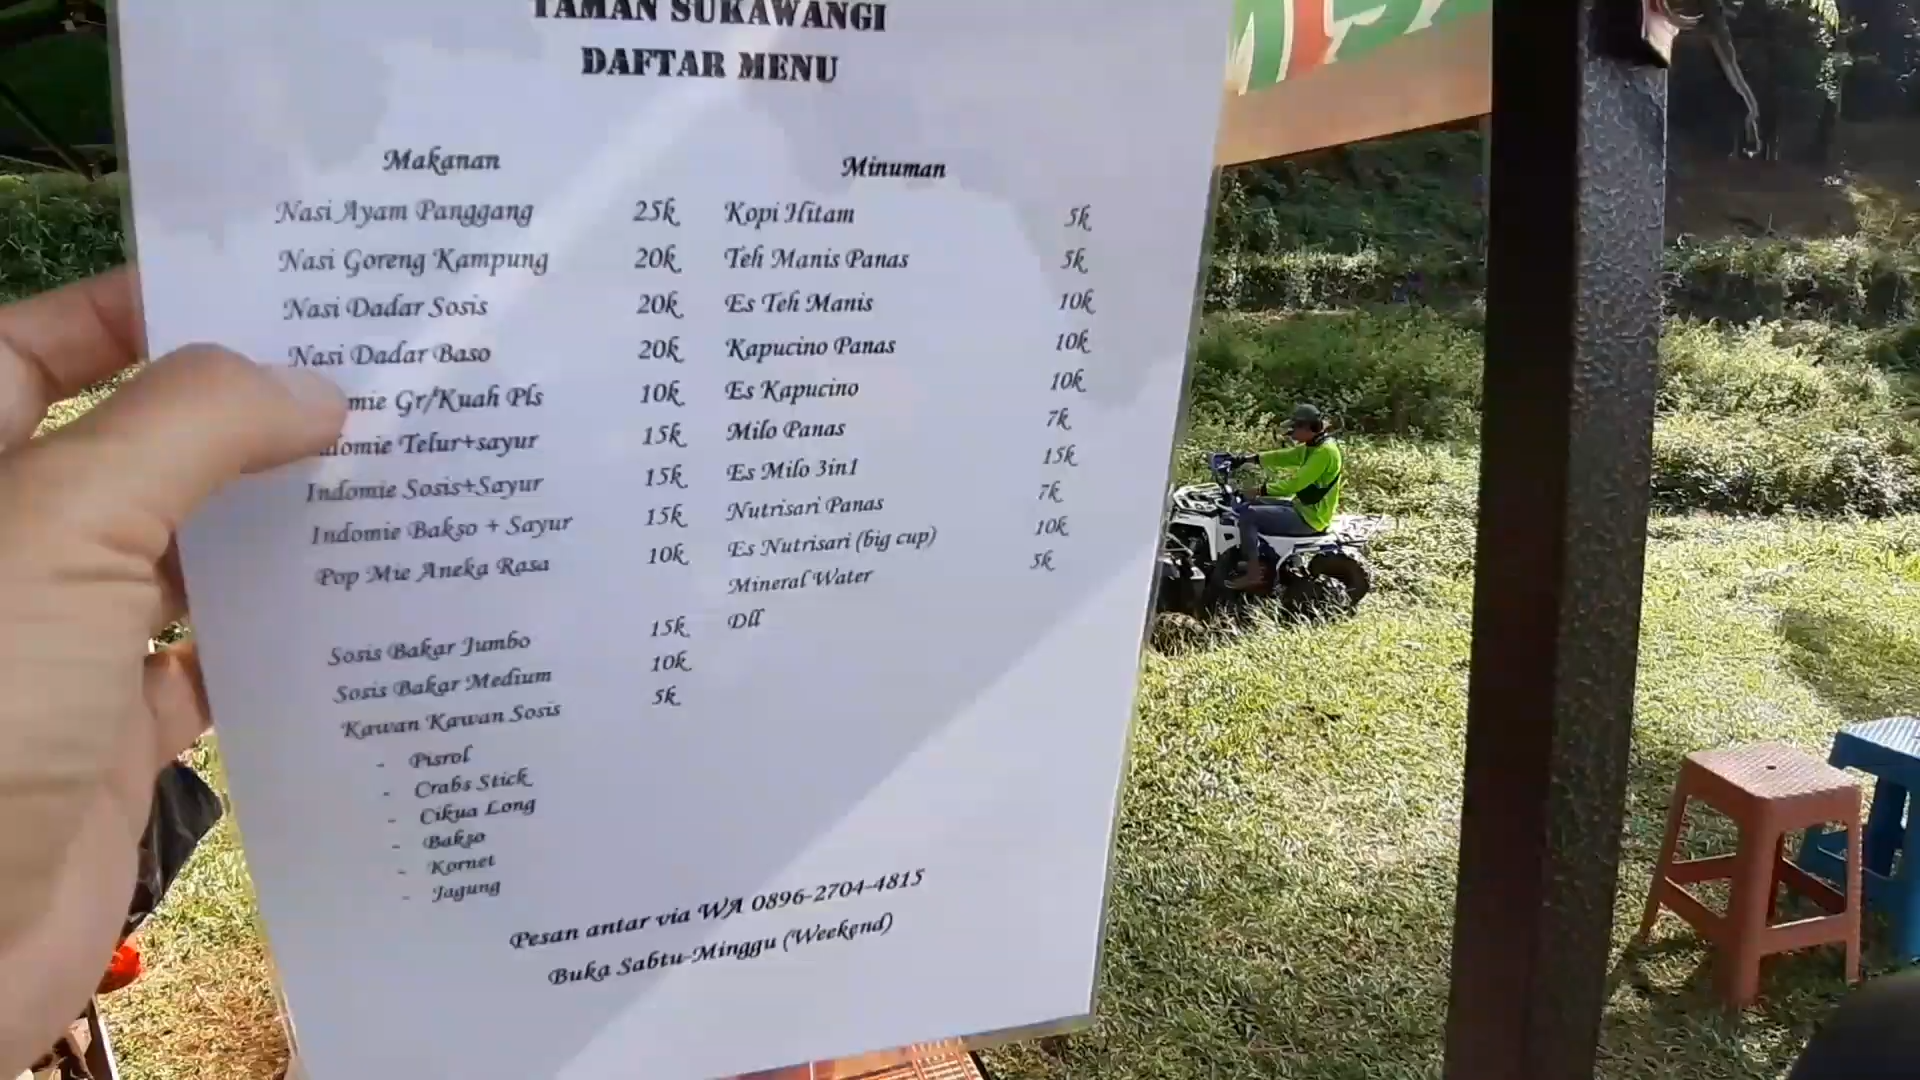 TAMAN SUKAWANGI
DAFTAR MENU
Makanan
Nasi Ayam Panggang 25k
Nasi Goreng Kampung 20k
Nasi Dadar Sosis 20k
Nasi Dadar Baso 20k
mie Gr/Kuah Pls 10k
domie Telur+sayur 15k
Indomie Sosis+Sayur 15k
Indomie Bakso + Sayur 15k
Pop Mie Aneka Rasa 10k
Sosis Bakar Jumbo 15k
Sosis Bakar Medium 10k
Kawan Kawan Sosis 5k
- Pisrol
- Crabs Stick
- Cikua Long
- Bakso
- Kornet
- Jagung
Minuman
Kopi Hitam 5k
Teh Manis Panas 5k
Es Teh Manis 10k
Kapucino Panas 10k
Es Kapucino 10k
Milo Panas 7k
Es Milo 3in1 15k
Nutrisari Panas 7k
Es Nutrisari (big cup) 10k
Mineral Water 5k
Dll
Pesan antar via WA 0896-2704-4815
Buka Sabtu-Minggu (Weekend)